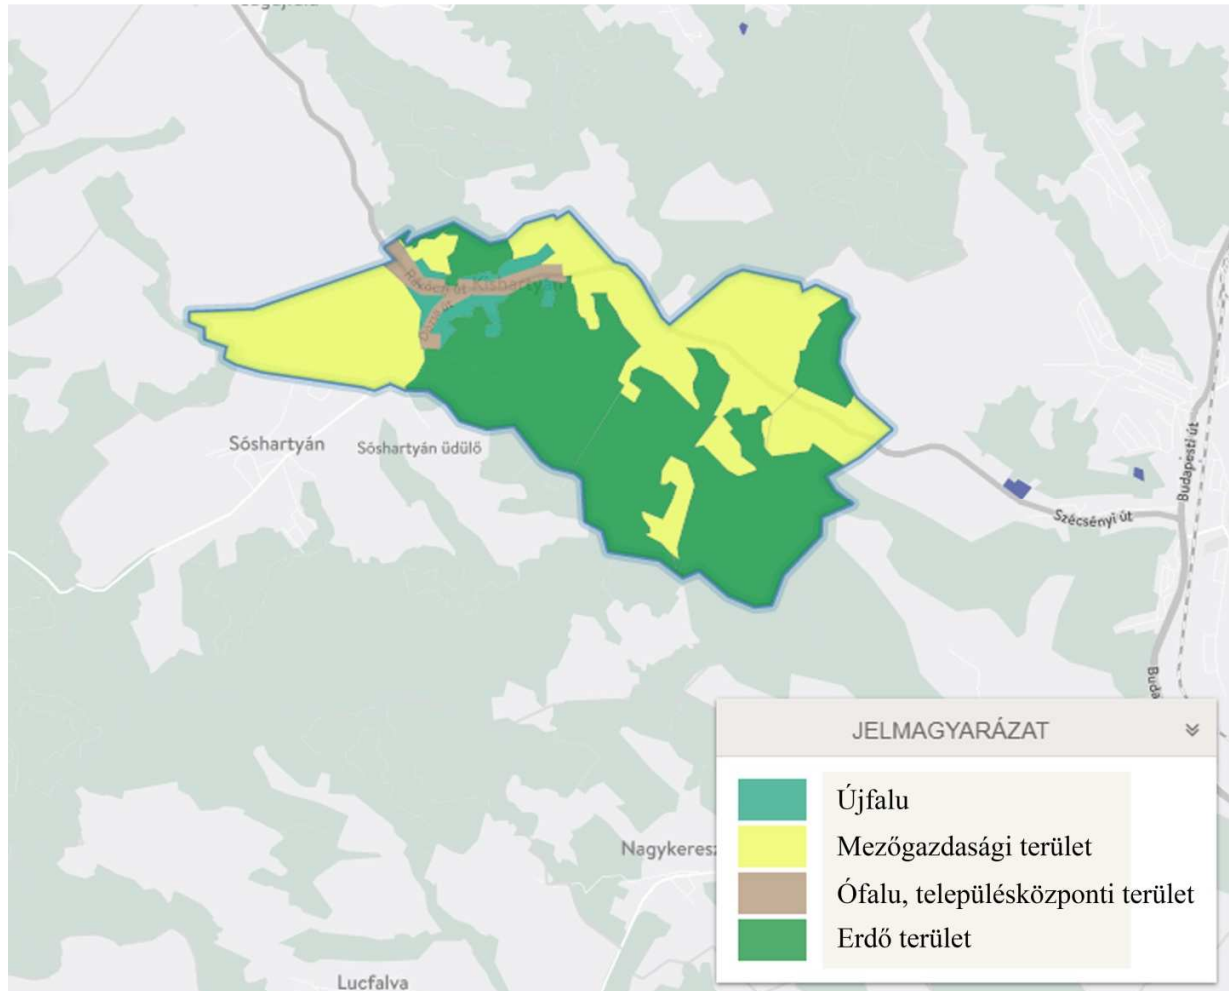 Rákóczi út
Kishartyán
Sóshartyán
Sóshartyán üdülő
Budapesti út
Szécsényi út
JELMAGYARÁZAT
Újfalu
Mezőgazdasági terület
Nagykeresz
Ófalu, településközponti terület
Erdő terület
Lucfalva